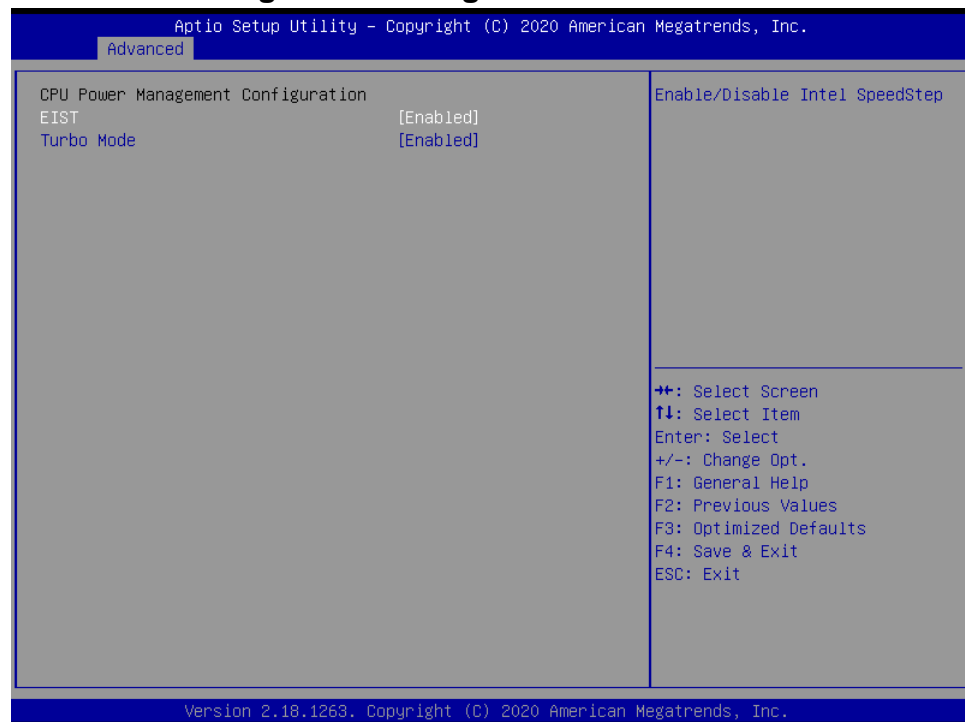 Aptio Setup Utility – Copyright (C) 2020 American Megatrends, Inc.
Advanced
CPU Power Management Configuration
EIST [Enabled]
Turbo Mode [Enabled]
Enable/Disable Intel SpeedStep
→←: Select Screen
↑↓: Select Item
Enter: Select
+/-: Change Opt.
F1: General Help
F2: Previous Values
F3: Optimized Defaults
F4: Save & Exit
ESC: Exit
Version 2.18.1263. Copyright (C) 2020 American Megatrends, Inc.